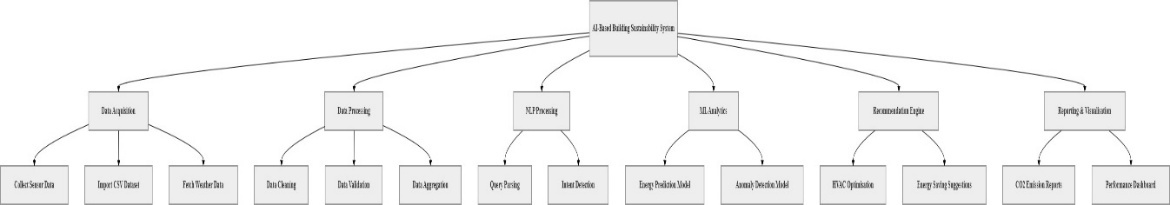 AI-Based Building Sustainability System
Data Acquisition
Data Processing
NLP Processing
ML Analytics
Recommendation Engine
Reporting & Visualization
Collect Sensor Data
Import CSV Dataset
Fetch Weather Data
Data Cleaning
Data Validation
Data Aggregation
Query Parsing
Intent Detection
Energy Prediction Model
Anomaly Detection Model
HVAC Optimization
Energy Saving Suggestions
CO2 Emission Reports
Performance Dashboard